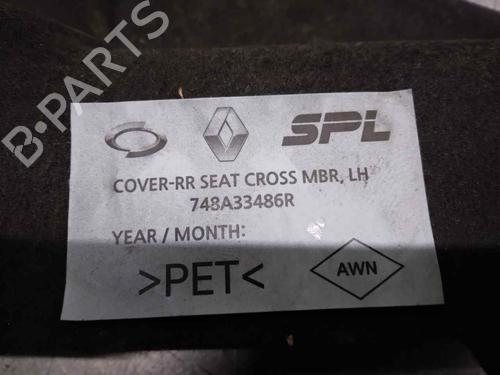 B-PARTS
SPL
COVER-RR SEAT CROSS MBR, LH
748A33486R
YEAR / MONTH:
>PET<
AWN